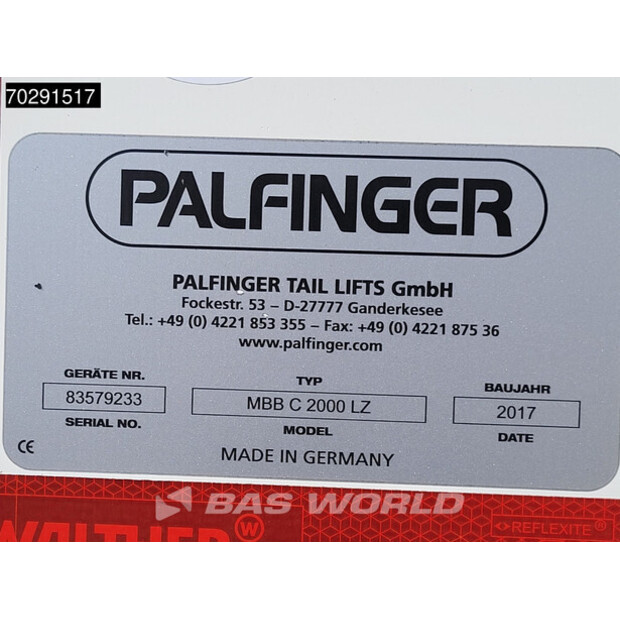 70291517
PALFINGER
PALFINGER TAIL LIFTS GmbH
Fockestr. 53 – D-27777 Ganderkesee
Tel.: +49 (0) 4221 853 355 – Fax: +49 (0) 4221 875 36
www.palfinger.com
GERÄTE NR. TYP BAUJAHR
83579233 MBB C 2000 LZ 2017
SERIAL NO. MODEL DATE
CE MADE IN GERMANY
BAS WORLD
WALTHER W REFLEXITE®